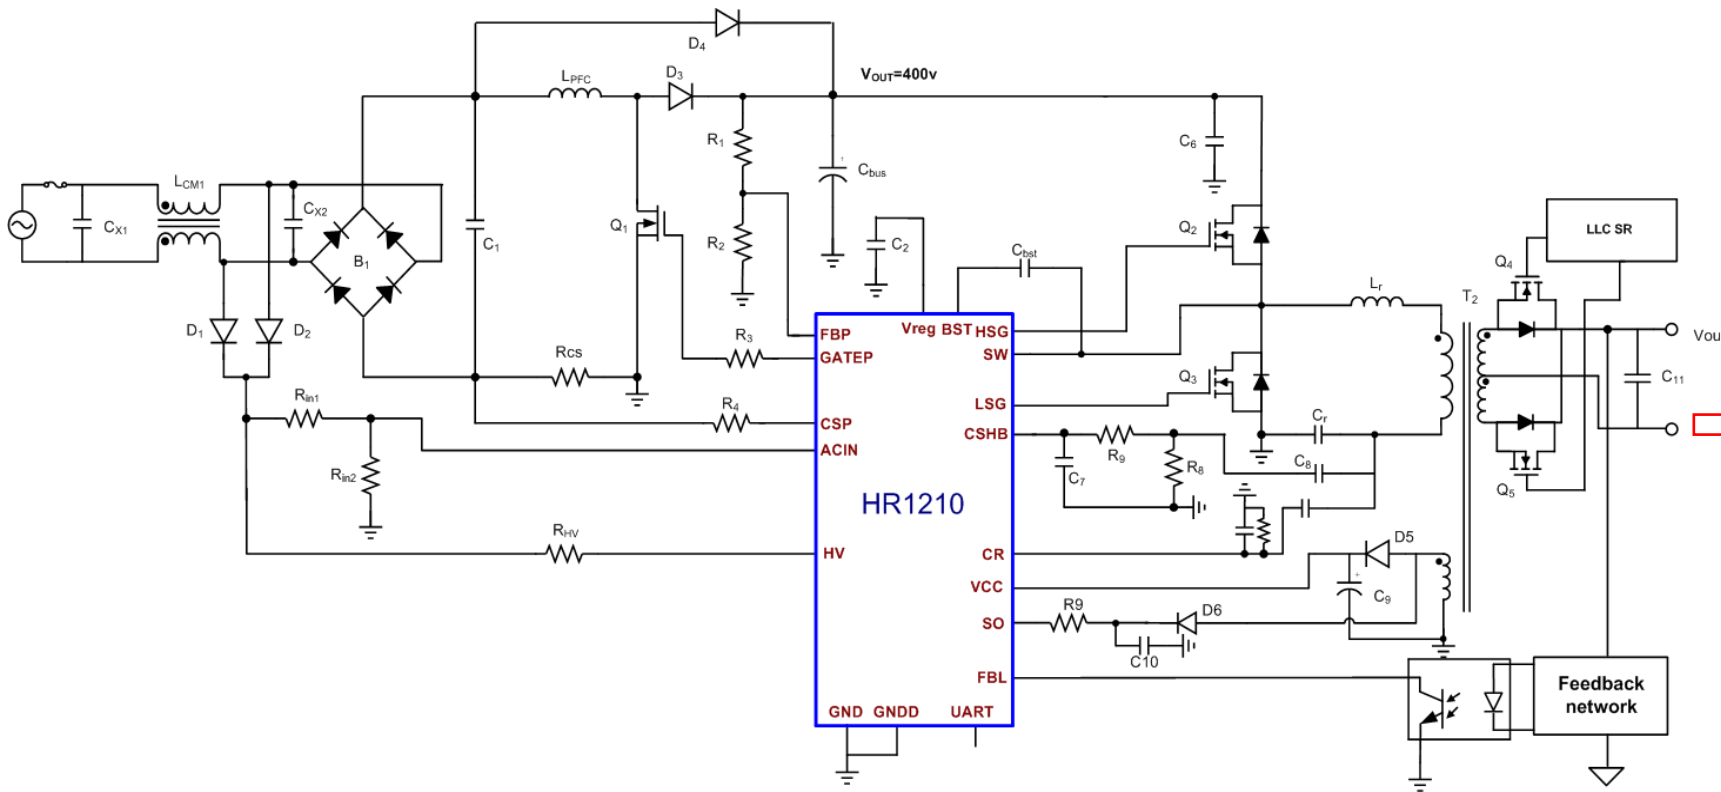 D4
VOUT=400v
LPFC
D3
R1
C6
Cbus
LCM1
CX1
CX2
B1
C1
Q1
R2
C2
Cbst
Q2
LLC SR
Q4
Lr
T2
D1
D2
R3
FBP
Vreg
BST
HSG
GATEP
SW
Rcs
Q3
Vou
C11
LSG
Rin1
R4
CSP
CSHB
Cr
ACIN
R9
C8
Rin2
C7
R8
Q5
HR1210
RHV
HV
CR
D5
VCC
C9
R9
D6
SO
C10
FBL
Feedback
network
GND
GNDD
UART